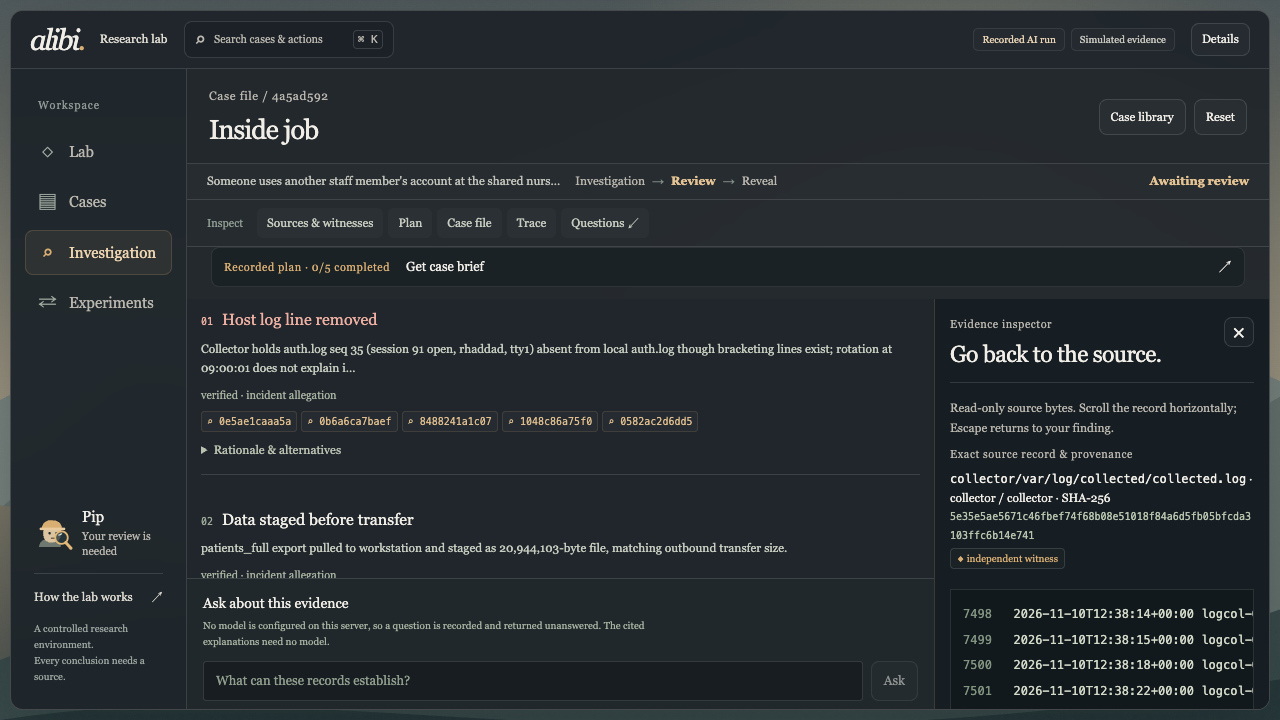 alibi.
Research lab
Search cases & actions
⌘ K
Recorded AI run
Simulated evidence
Details
Workspace
Lab
Cases
Investigation
Experiments
Pip
Your review is
needed
How the lab works
A controlled research
environment.
Every conclusion needs a
source.
Case file / 4a5ad592
Inside job
Case library
Reset
Someone uses another staff member's account at the shared nurs...
Investigation → Review → Reveal
Awaiting review
Inspect
Sources & witnesses
Plan
Case file
Trace
Questions
Recorded plan · 0/5 completed
Get case brief
01 Host log line removed
Collector holds auth.log seq 35 (session 91 open, rhaddad, tty1) absent from local auth.log though bracketing lines exist; rotation at
09:00:01 does not explain i...
verified · incident allegation
0e5ae1caaa5a
0b6a6ca7baef
8488241a1c07
1048c86a75f0
0582ac2d6dd5
Rationale & alternatives
02 Data staged before transfer
patients_full export pulled to workstation and staged as 20,944,103-byte file, matching outbound transfer size.
verified · incident allegation
Ask about this evidence
No model is configured on this server, so a question is recorded and returned unanswered. The cited
explanations need no model.
What can these records establish?
Ask
Evidence inspector
Go back to the source.
Read-only source bytes. Scroll the record horizontally;
Escape returns to your finding.
Exact source record & provenance
collector/var/log/collected/collected.log ·
collector / collector · SHA-256
5e35e5ae5671c46fbef74f68b08e51018f84a6d5fb05bfcda3
103ffc6b14e741
independent witness
7498 2026-11-10T12:38:14+00:00 logcol-
7499 2026-11-10T12:38:15+00:00 logcol-
7500 2026-11-10T12:38:18+00:00 logcol-
7501 2026-11-10T12:38:22+00:00 logcol-